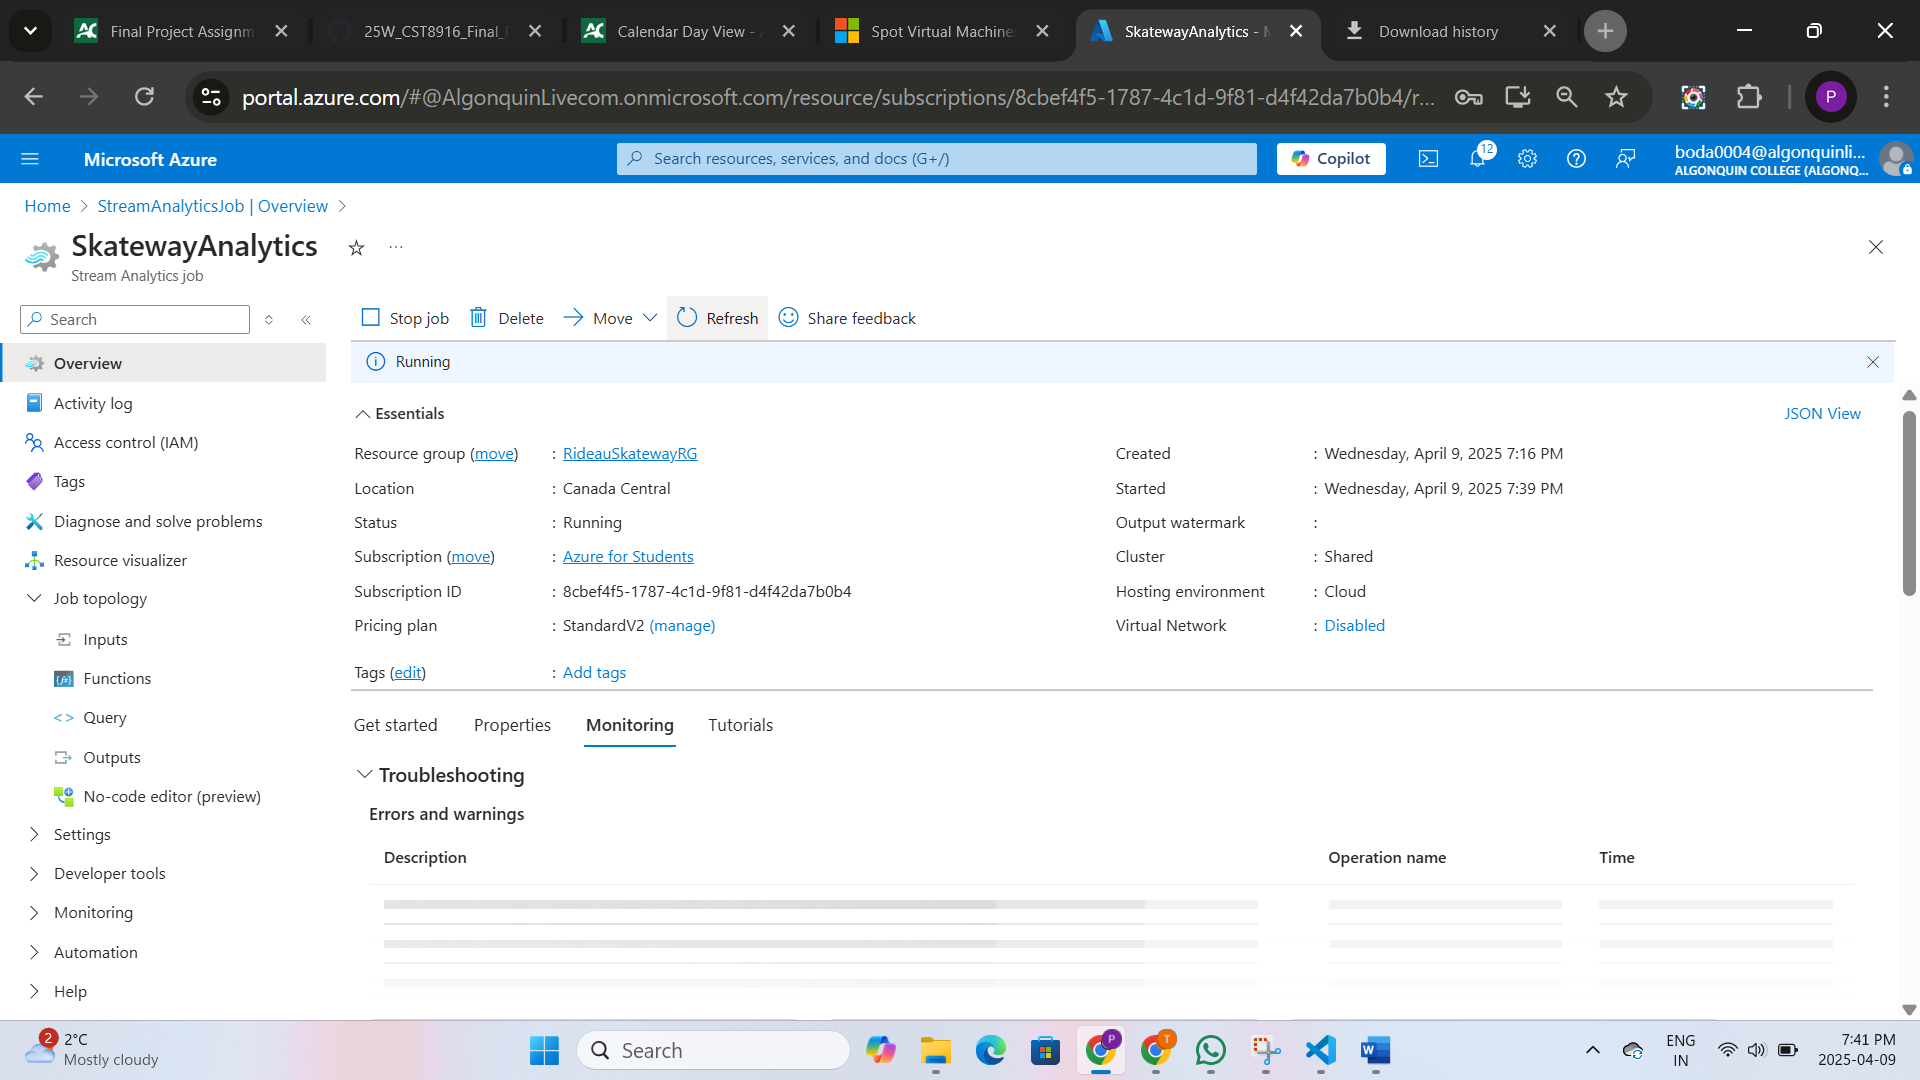 Final Project Assignm
25W_CST8916_Final_P
Calendar Day View - A
Spot Virtual Machines
SkatewayAnalytics - M
Download history
portal.azure.com/#@AlgonquinLivecom.onmicrosoft.com/resource/subscriptions/8cbef4f5-1787-4c1d-9f81-d4f42da7b0b4/r...
P
Microsoft Azure
Search resources, services, and docs (G+/)
Copilot
12
boda0004@algonquinli...
ALGONQUIN COLLEGE (ALGONQ...
Home
StreamAnalyticsJob | Overview
SkatewayAnalytics
...
Stream Analytics job
Search
Stop job
Delete
Move
Refresh
Share feedback
Running
Overview
Activity log
Access control (IAM)
Tags
Diagnose and solve problems
Resource visualizer
Job topology
Inputs
Functions
Query
Outputs
No-code editor (preview)
Settings
Developer tools
Monitoring
Automation
Help
Essentials
JSON View
Resource group (move) : RideauSkatewayRG
Location : Canada Central
Status : Running
Subscription (move) : Azure for Students
Subscription ID : 8cbef4f5-1787-4c1d-9f81-d4f42da7b0b4
Pricing plan : StandardV2 (manage)
Tags (edit) : Add tags
Created : Wednesday, April 9, 2025 7:16 PM
Started : Wednesday, April 9, 2025 7:39 PM
Output watermark :
Cluster : Shared
Hosting environment : Cloud
Virtual Network : Disabled
Get started
Properties
Monitoring
Tutorials
Troubleshooting
Errors and warnings
Description
Operation name
Time
2
2°C
Mostly cloudy
Search
P
T
ENG
IN
7:41 PM
2025-04-09